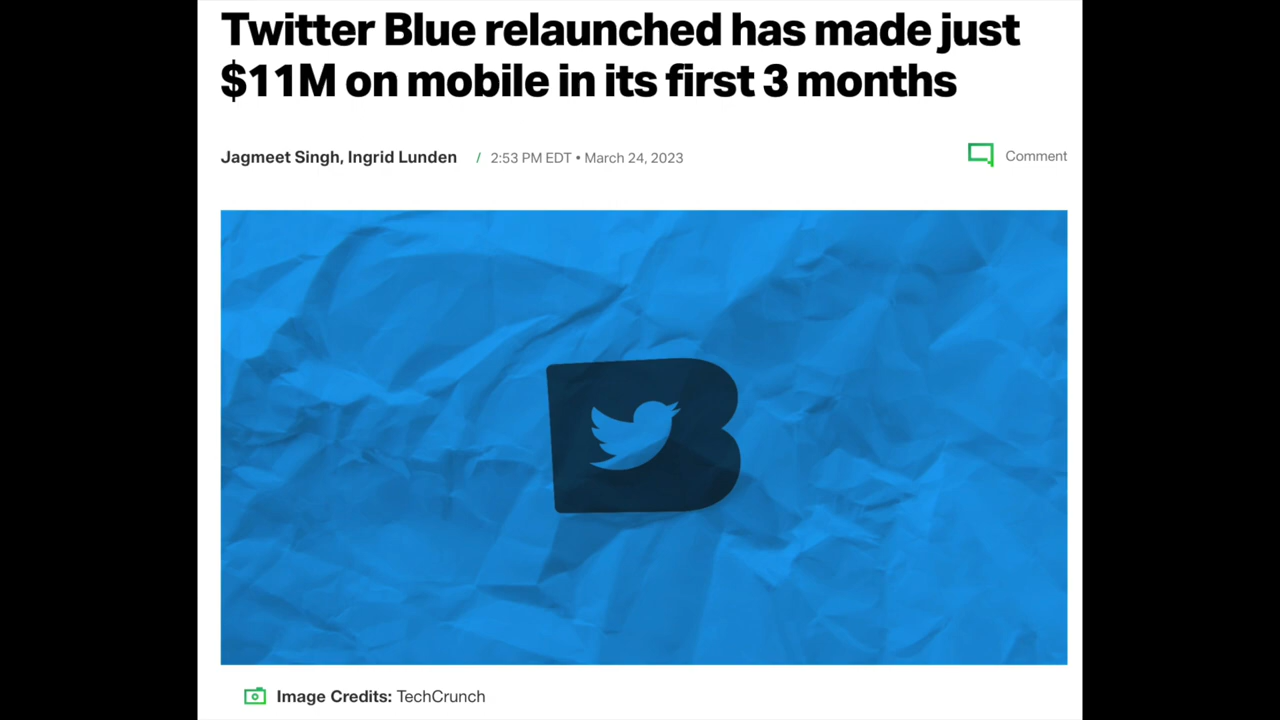 Twitter Blue relaunched has made just
$11M on mobile in its first 3 months
Jagmeet Singh, Ingrid Lunden / 2:53 PM EDT • March 24, 2023
Comment
B
Image Credits: TechCrunch